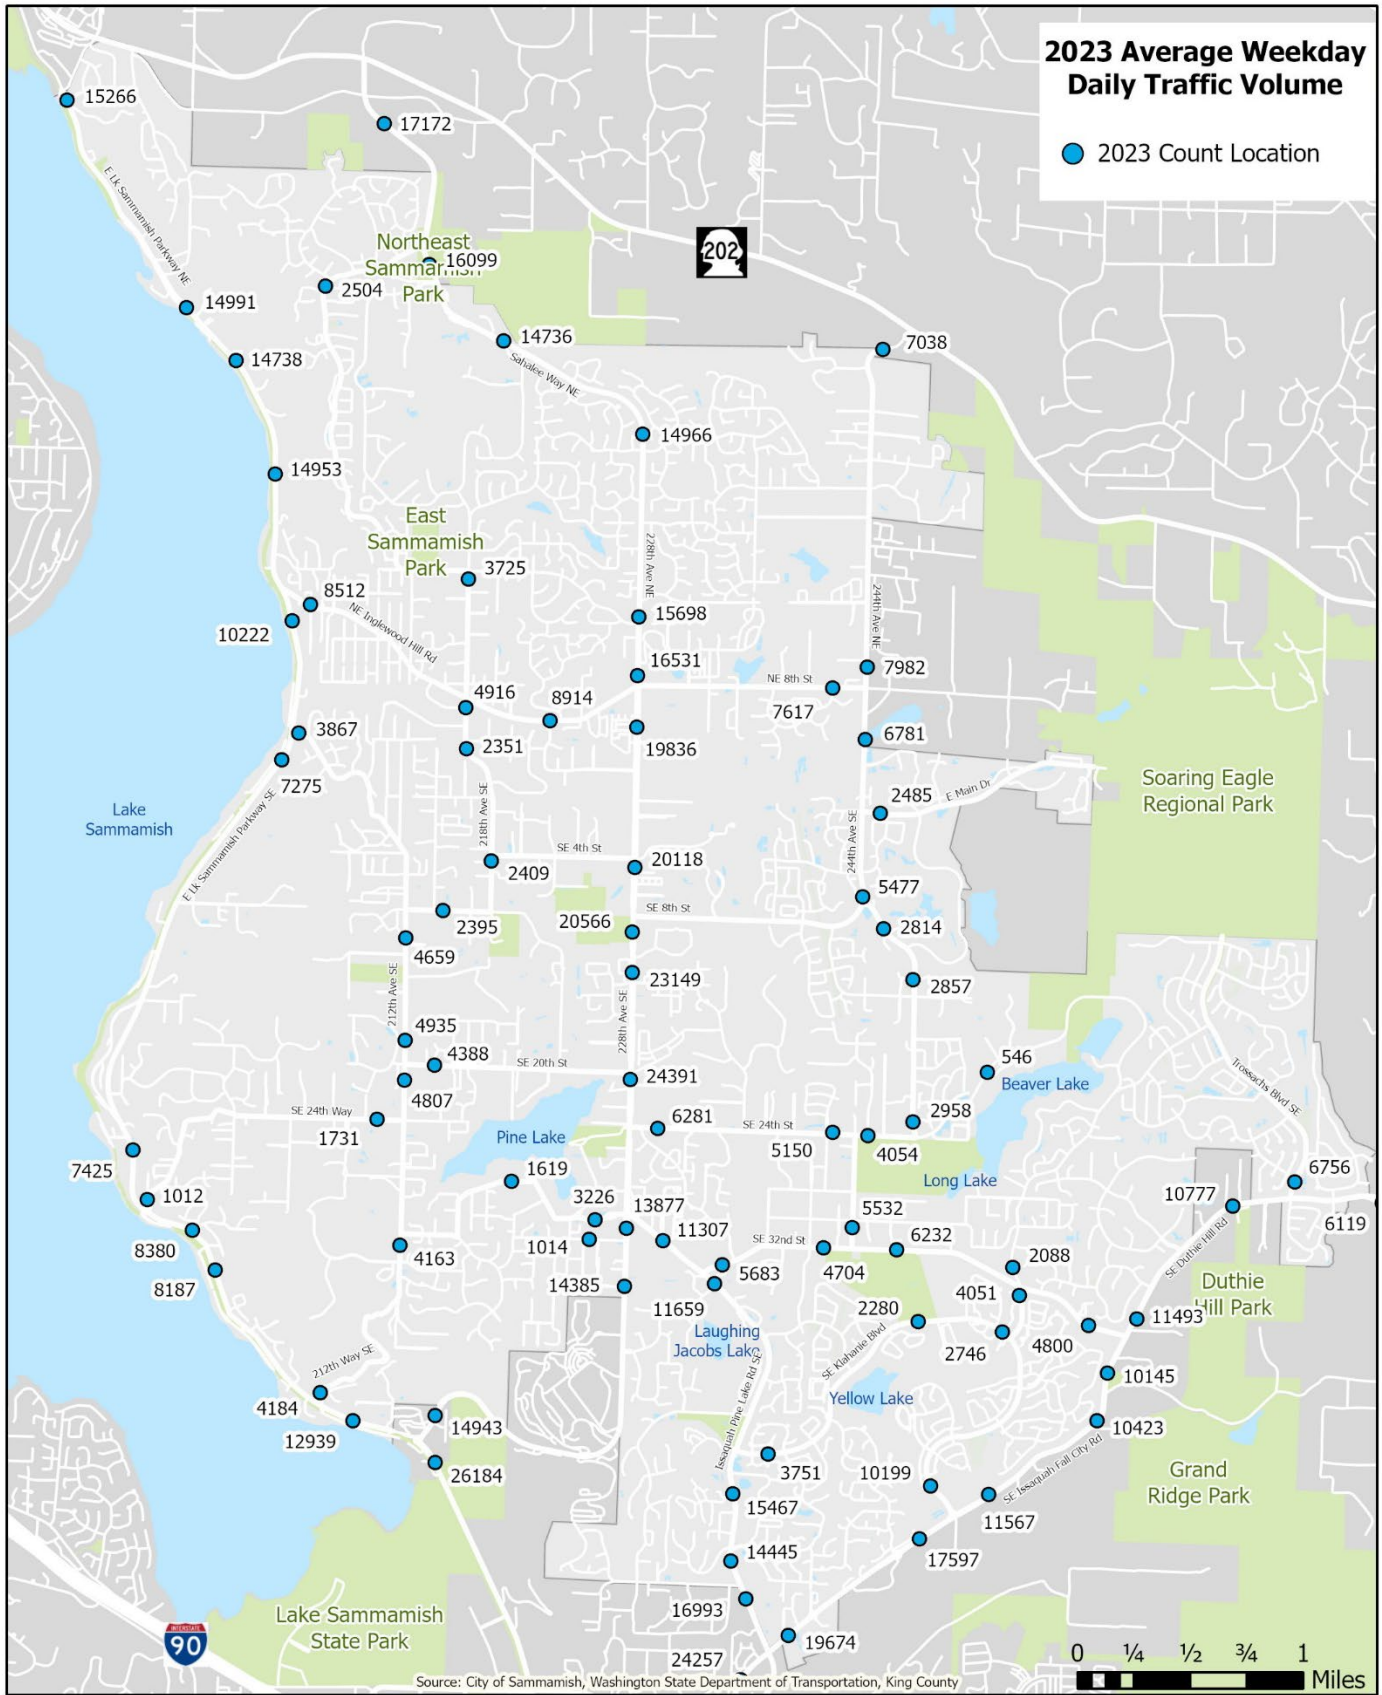 2023 Average Weekday
Daily Traffic Volume
2023 Count Location
15266
17172
E Lk Sammamish Parkway NE
202
Northeast
Sammamish
Park
16099
2504
14991
14736
7038
14738
Sahalee Way NE
14966
14953
East
Sammamish
Park
228th Ave NE
3725
8512
244th Ave NE
10222
NE Inglewood Hill Rd
15698
16531
7982
NE 8th St
4916
8914
7617
3867
2351
19836
6781
7275
Soaring Eagle
Regional Park
E Main Dr
2485
Lake
Sammamish
E Lk Sammamish Parkway SE
218th Ave SE
244th Ave SE
SE 4th St
2409
20118
5477
SE 8th St
2395
20566
2814
4659
23149
2857
212th Ave SE
228th Ave SE
4935
4388
SE 20th St
546
24391
Beaver Lake
4807
Trossachs Blvd SE
SE 24th Way
1731
6281
SE 24th St
2958
Pine Lake
5150
4054
7425
1619
Long Lake
6756
1012
3226
13877
10777
5532
6119
8380
1014
11307
SE 32nd St
6232
SE Duthie Hill Rd
4163
4704
2088
8187
5683
14385
4051
Duthie
Hill Park
11659
2280
11493
Laughing
Jacobs Lake
2746
4800
SE Klahanie Blvd
212th Way SE
10145
Yellow Lake
4184
Issaquah Pine Lake Rd SE
12939
14943
10423
26184
3751
10199
SE Issaquah Fall City Rd
Grand
Ridge Park
15467
11567
17597
14445
16993
Lake Sammamish
State Park
INTERSTATE
90
19674
24257
0 ¼ ½ ¾ 1
Miles
Source: City of Sammamish, Washington State Department of Transportation, King County